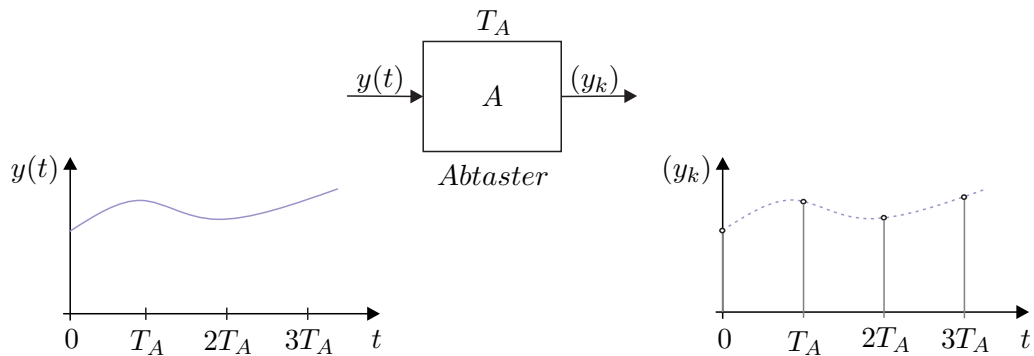 T_A
y(t) A (y_k)
Abtaster
y(t)
0 T_A 2T_A 3T_A t
(y_k)
0 T_A 2T_A 3T_A t